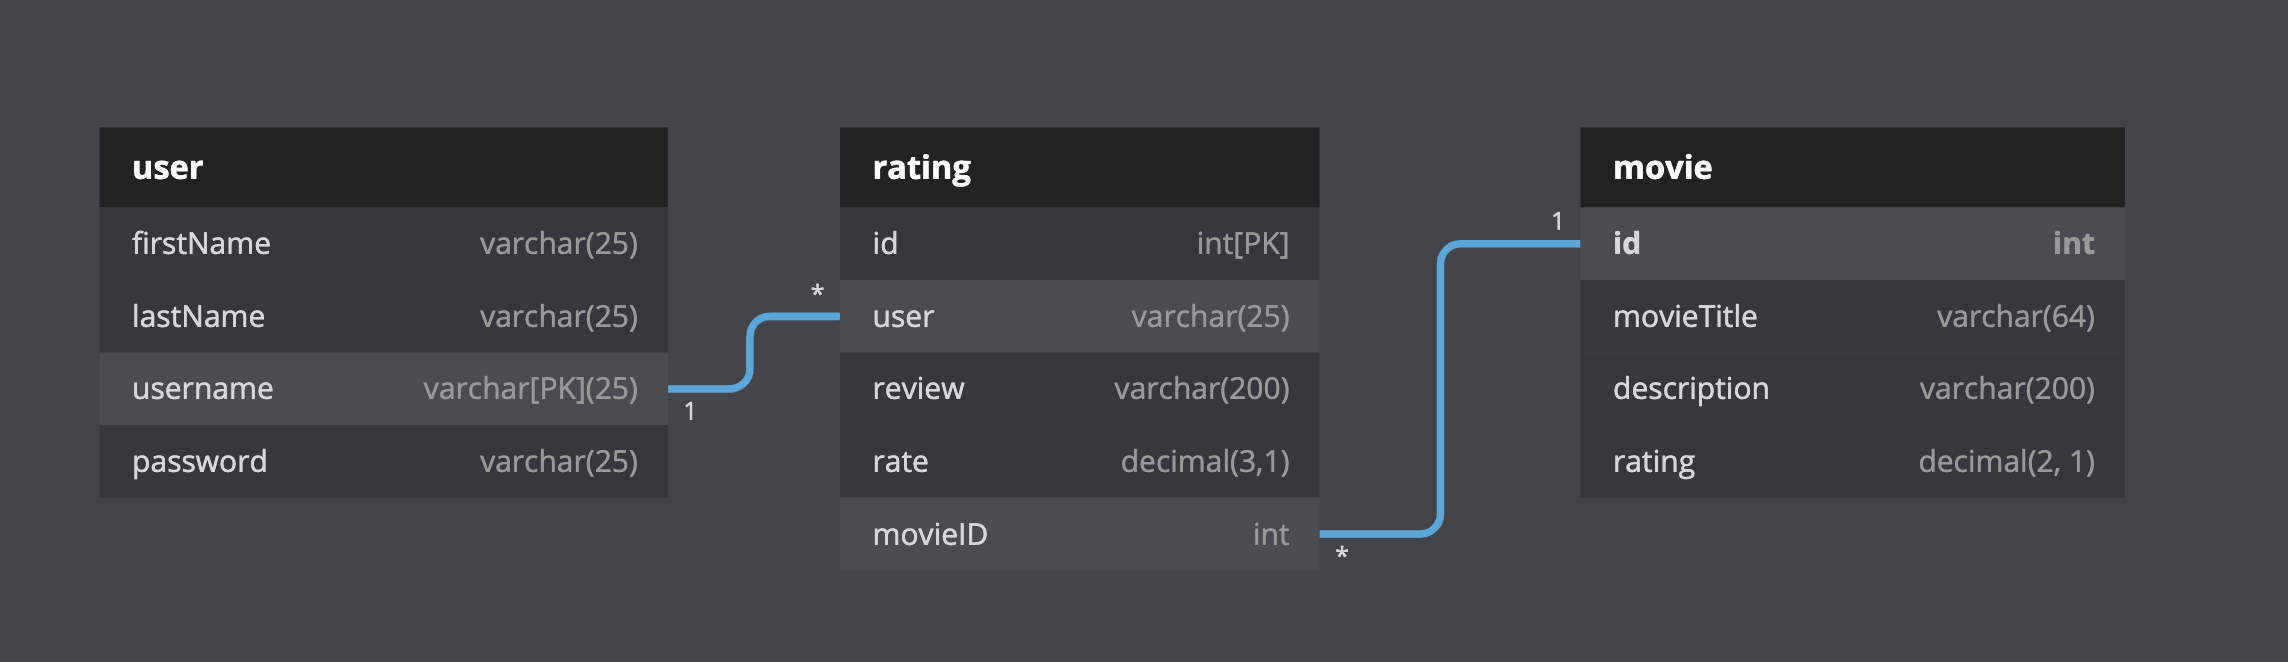 user
firstName varchar(25)
lastName varchar(25)
username varchar[PK](25)
password varchar(25)
1
*
rating
id int[PK]
user varchar(25)
review varchar(200)
rate decimal(3,1)
movieID int
*
1
movie
id int
movieTitle varchar(64)
description varchar(200)
rating decimal(2, 1)